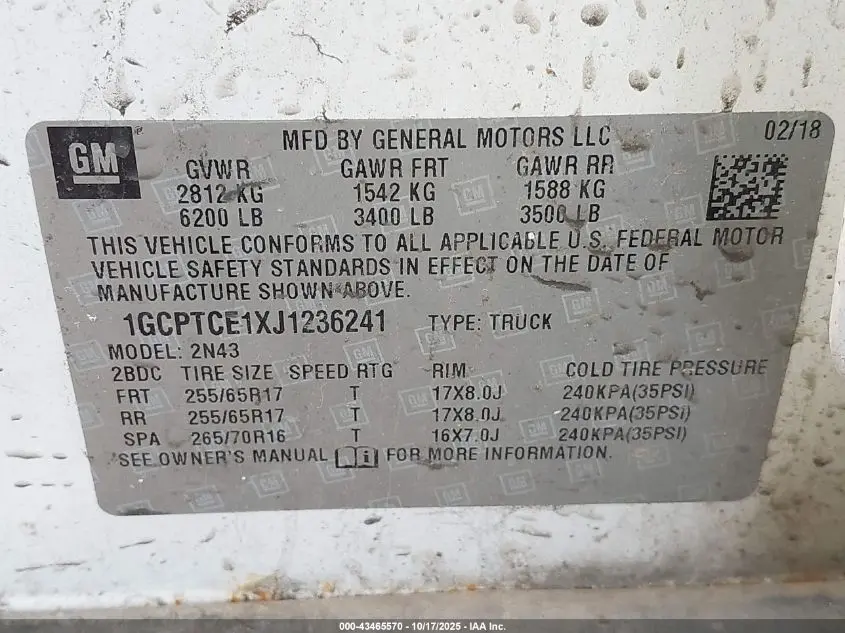 GM
MFD BY GENERAL MOTORS LLC 02/18
GVWR GAWR FRT GAWR RR
2812 KG 1542 KG 1588 KG
6200 LB 3400 LB 3500 LB
THIS VEHICLE CONFORMS TO ALL APPLICABLE U.S. FEDERAL MOTOR
VEHICLE SAFETY STANDARDS IN EFFECT ON THE DATE OF
MANUFACTURE SHOWN ABOVE.
1GCPTCE1XJ1236241 TYPE: TRUCK
MODEL: 2N43
2BDC TIRE SIZE SPEED RTG RIM COLD TIRE PRESSURE
FRT 255/65R17 T 17X8.0J 240KPA(35PSI)
RR 255/65R17 T 17X8.0J 240KPA(35PSI)
SPA 265/70R16 T 16X7.0J 240KPA(35PSI)
SEE OWNER'S MANUAL FOR MORE INFORMATION.
000-43465570 | 10/17/2025 - IAA Inc.